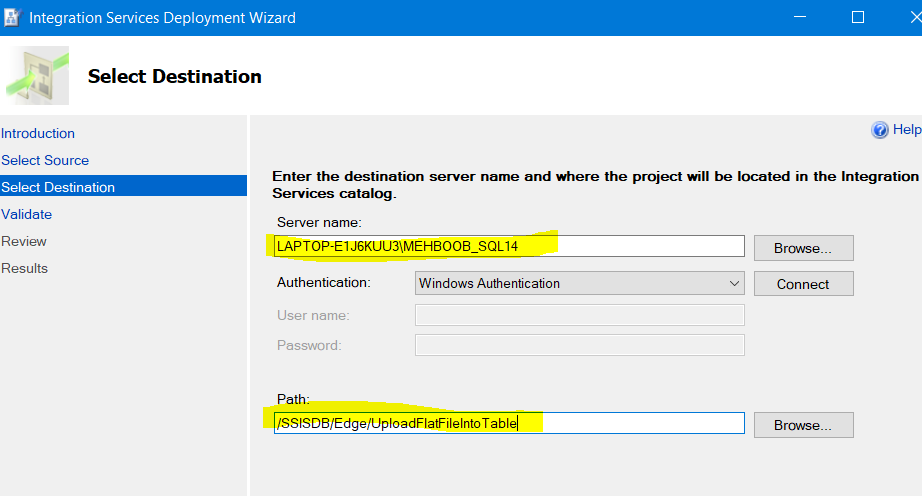 Integration Services Deployment Wizard
Select Destination
Introduction
Select Source
Select Destination
Validate
Review
Results
Help
Enter the destination server name and where the project will be located in the Integration
Services catalog.
Server name:
LAPTOP-E1J6KUU3\MEHBOOB_SQL14
Browse...
Authentication:
Windows Authentication
Connect
User name:
Password:
Path:
/SSISDB/Edge/UploadFlatFileIntoTable
Browse...